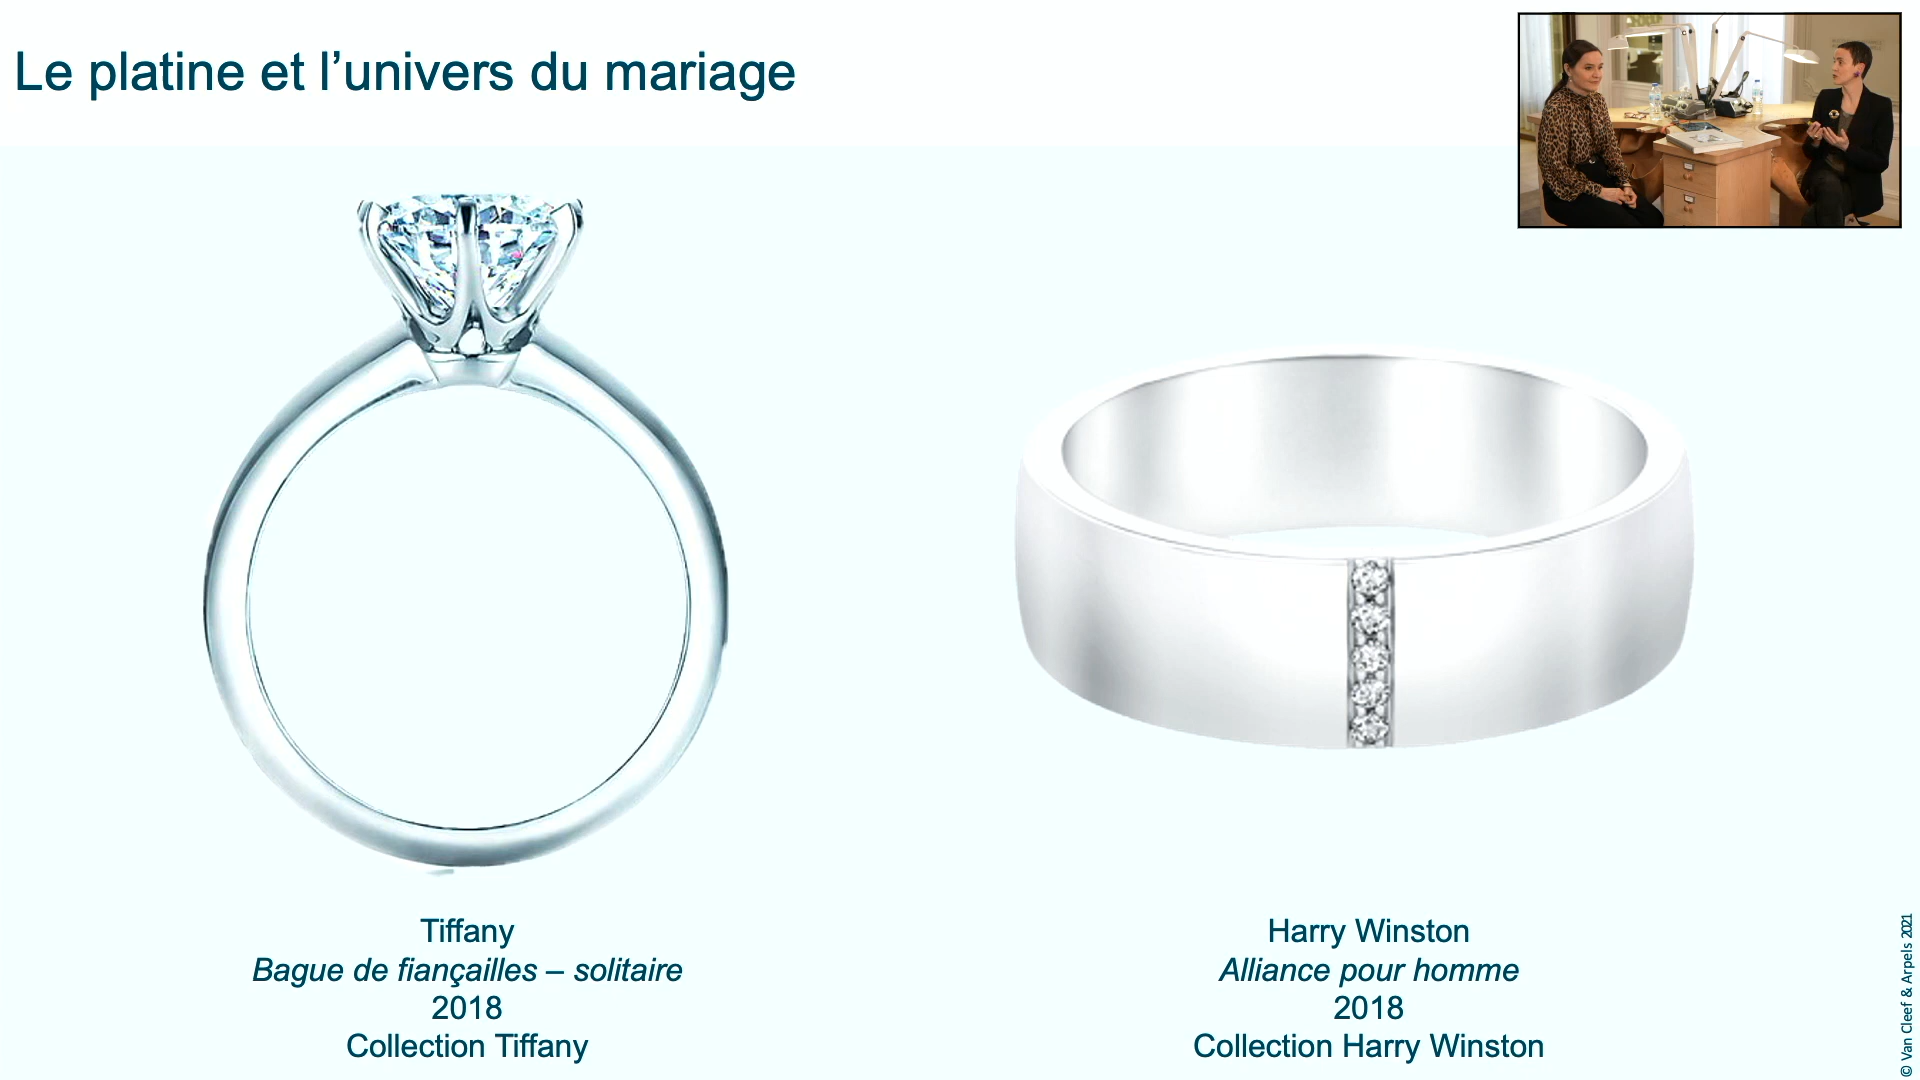 Le platine et l’univers du mariage
Tiffany
Bague de fiançailles – solitaire
2018
Collection Tiffany
Harry Winston
Alliance pour homme
2018
Collection Harry Winston
© Van Cleef & Arpels 2021